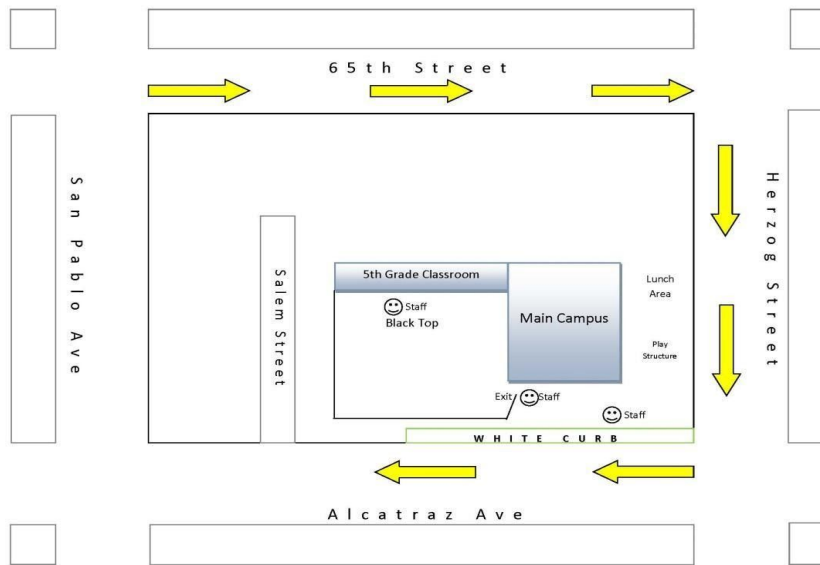 65th Street
San Pablo Ave
Herzog Street
Salem Street
5th Grade Classroom
Staff
Black Top
Main Campus
Lunch
Area
Play
Structure
Exit
Staff
Staff
WHITE CURB
Alcatraz Ave